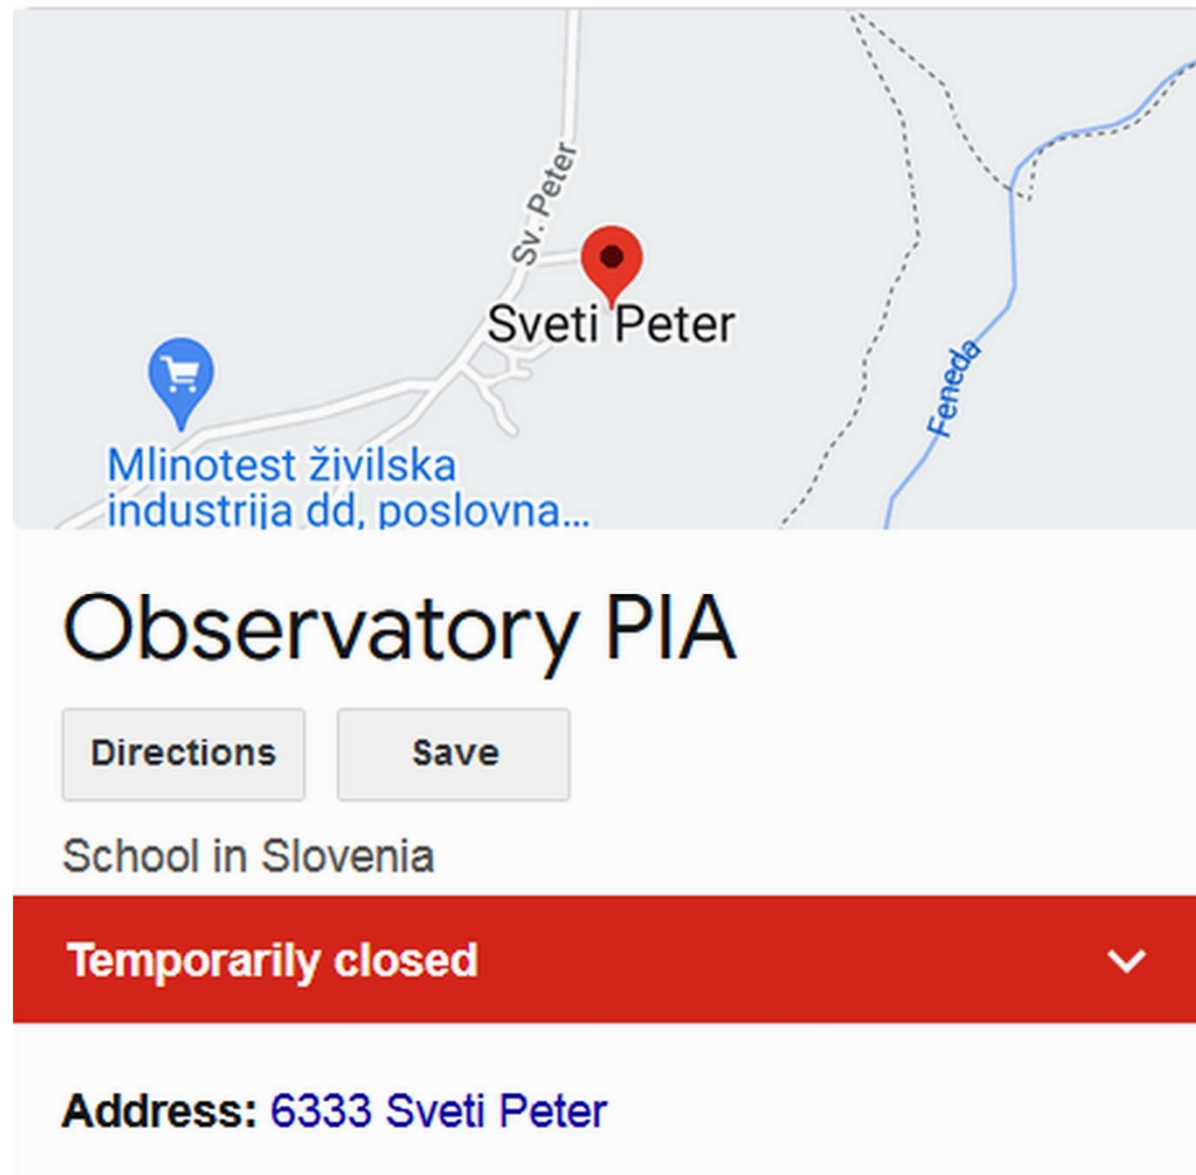 Sv. Peter
Sveti Peter
Feneda
Mlinotest živilska
industrija dd, poslovna...
Observatory PIA
Directions Save
School in Slovenia
Temporarily closed
Address: 6333 Sveti Peter